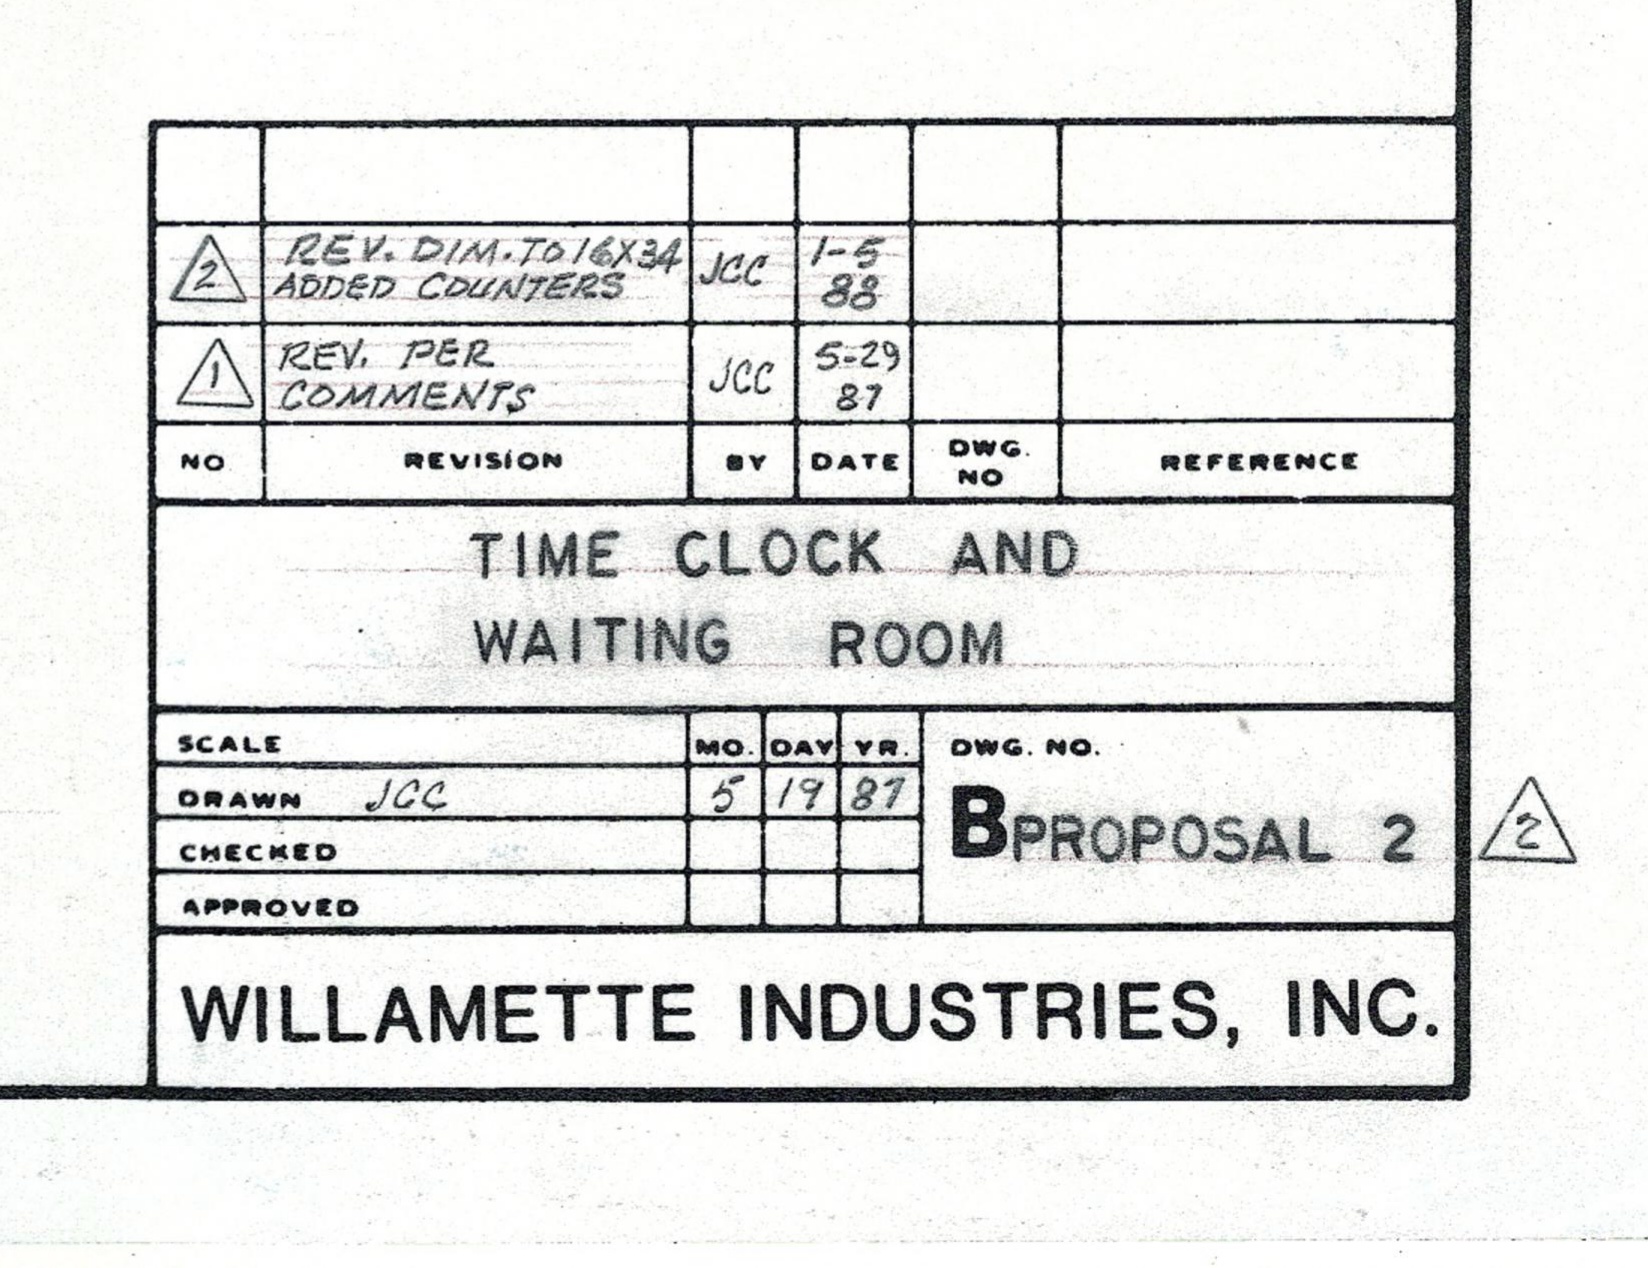 2 REV. DIM. TO 16X34 JCC 1-5
ADDED COUNTERS 88
1 REV. PER JCC 5-29
COMMENTS 87
NO REVISION BY DATE DWG. NO REFERENCE
TIME CLOCK AND
WAITING ROOM
SCALE MO. DAY YR. DWG. NO.
DRAWN JCC 5 19 87
BPROPOSAL 2 2
CHECKED
APPROVED
WILLAMETTE INDUSTRIES, INC.